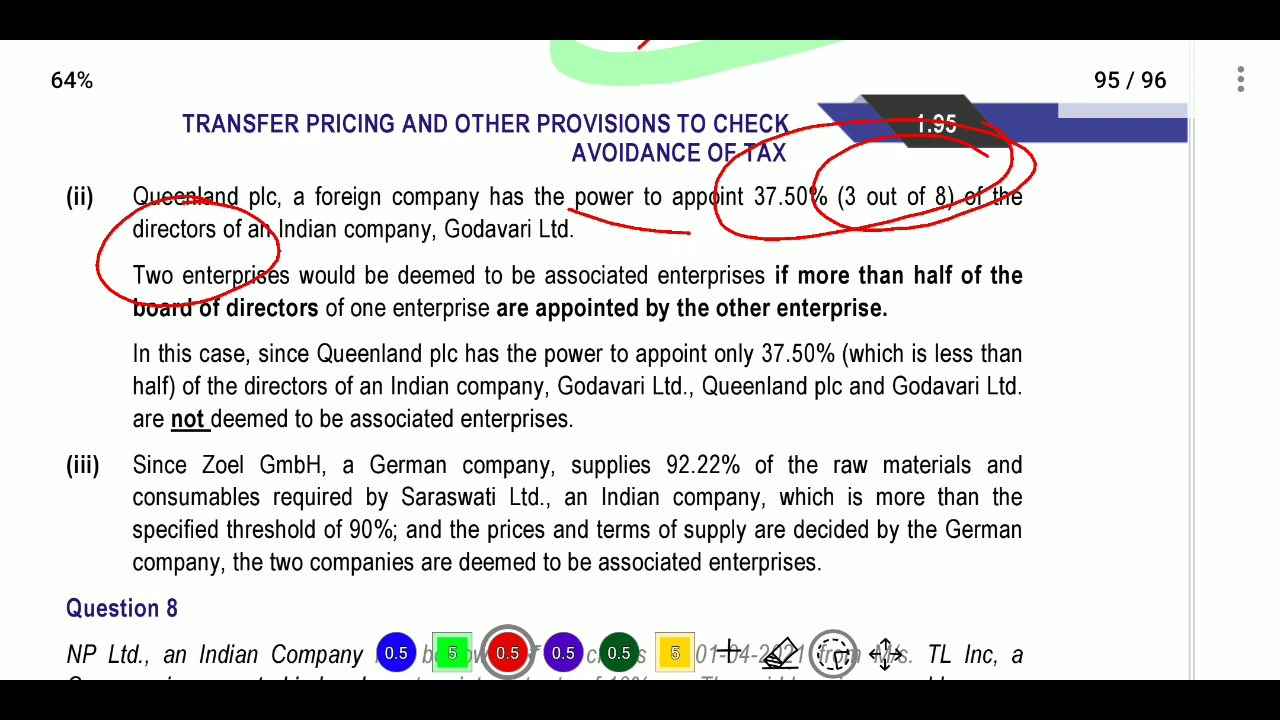 64%
95 / 96
TRANSFER PRICING AND OTHER PROVISIONS TO CHECK
AVOIDANCE OF TAX
1.95
(ii) Queenland plc, a foreign company has the power to appoint 37.50% (3 out of 8) of the
directors of an Indian company, Godavari Ltd.
Two enterprises would be deemed to be associated enterprises if more than half of the
board of directors of one enterprise are appointed by the other enterprise.
In this case, since Queenland plc has the power to appoint only 37.50% (which is less than
half) of the directors of an Indian company, Godavari Ltd., Queenland plc and Godavari Ltd.
are not deemed to be associated enterprises.
(iii) Since Zoel GmbH, a German company, supplies 92.22% of the raw materials and
consumables required by Saraswati Ltd., an Indian company, which is more than the
specified threshold of 90%; and the prices and terms of supply are decided by the German
company, the two companies are deemed to be associated enterprises.
Question 8
NP Ltd., an Indian Company 01-04-2021 from M/s. TL Inc, a
0.5 5 0.5 0.5 0.5 5